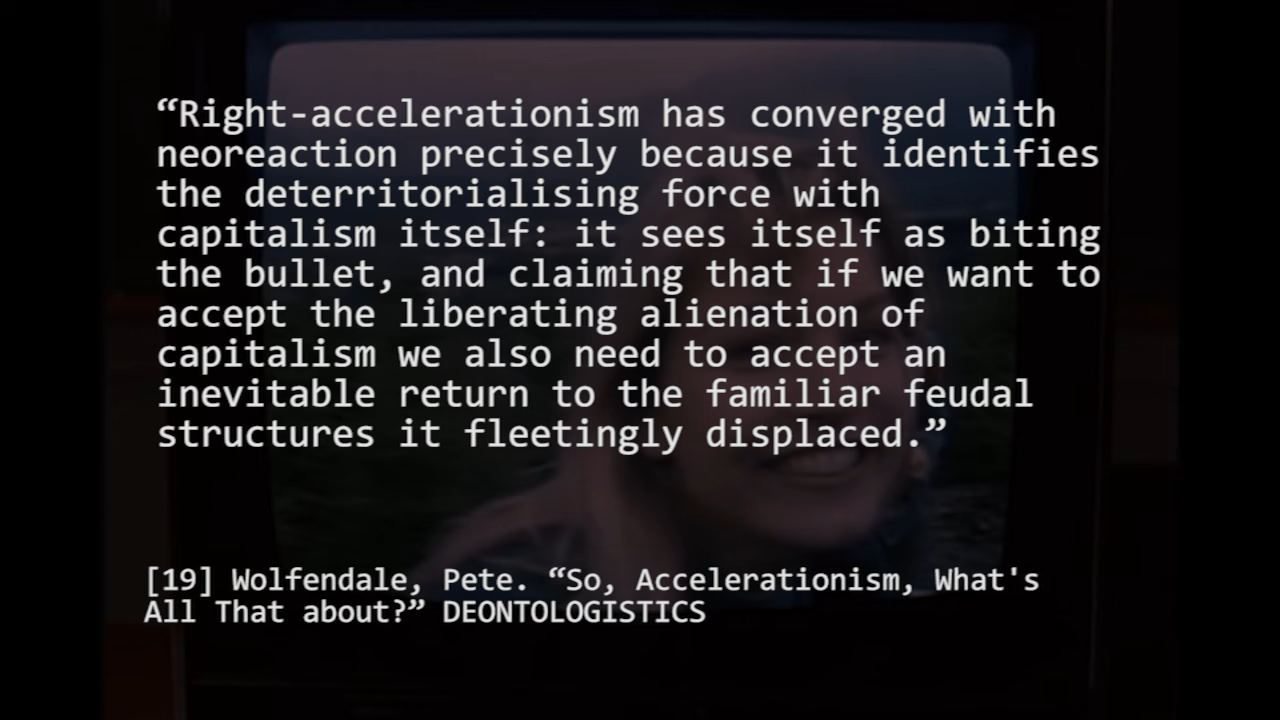 “Right-accelerationism has converged with
neoreaction precisely because it identifies
the deterritorialising force with
capitalism itself: it sees itself as biting
the bullet, and claiming that if we want to
accept the liberating alienation of
capitalism we also need to accept an
inevitable return to the familiar feudal
structures it fleetingly displaced.”
[19] Wolfendale, Pete. “So, Accelerationism, What's
All That about?” DEONTOLOGISTICS